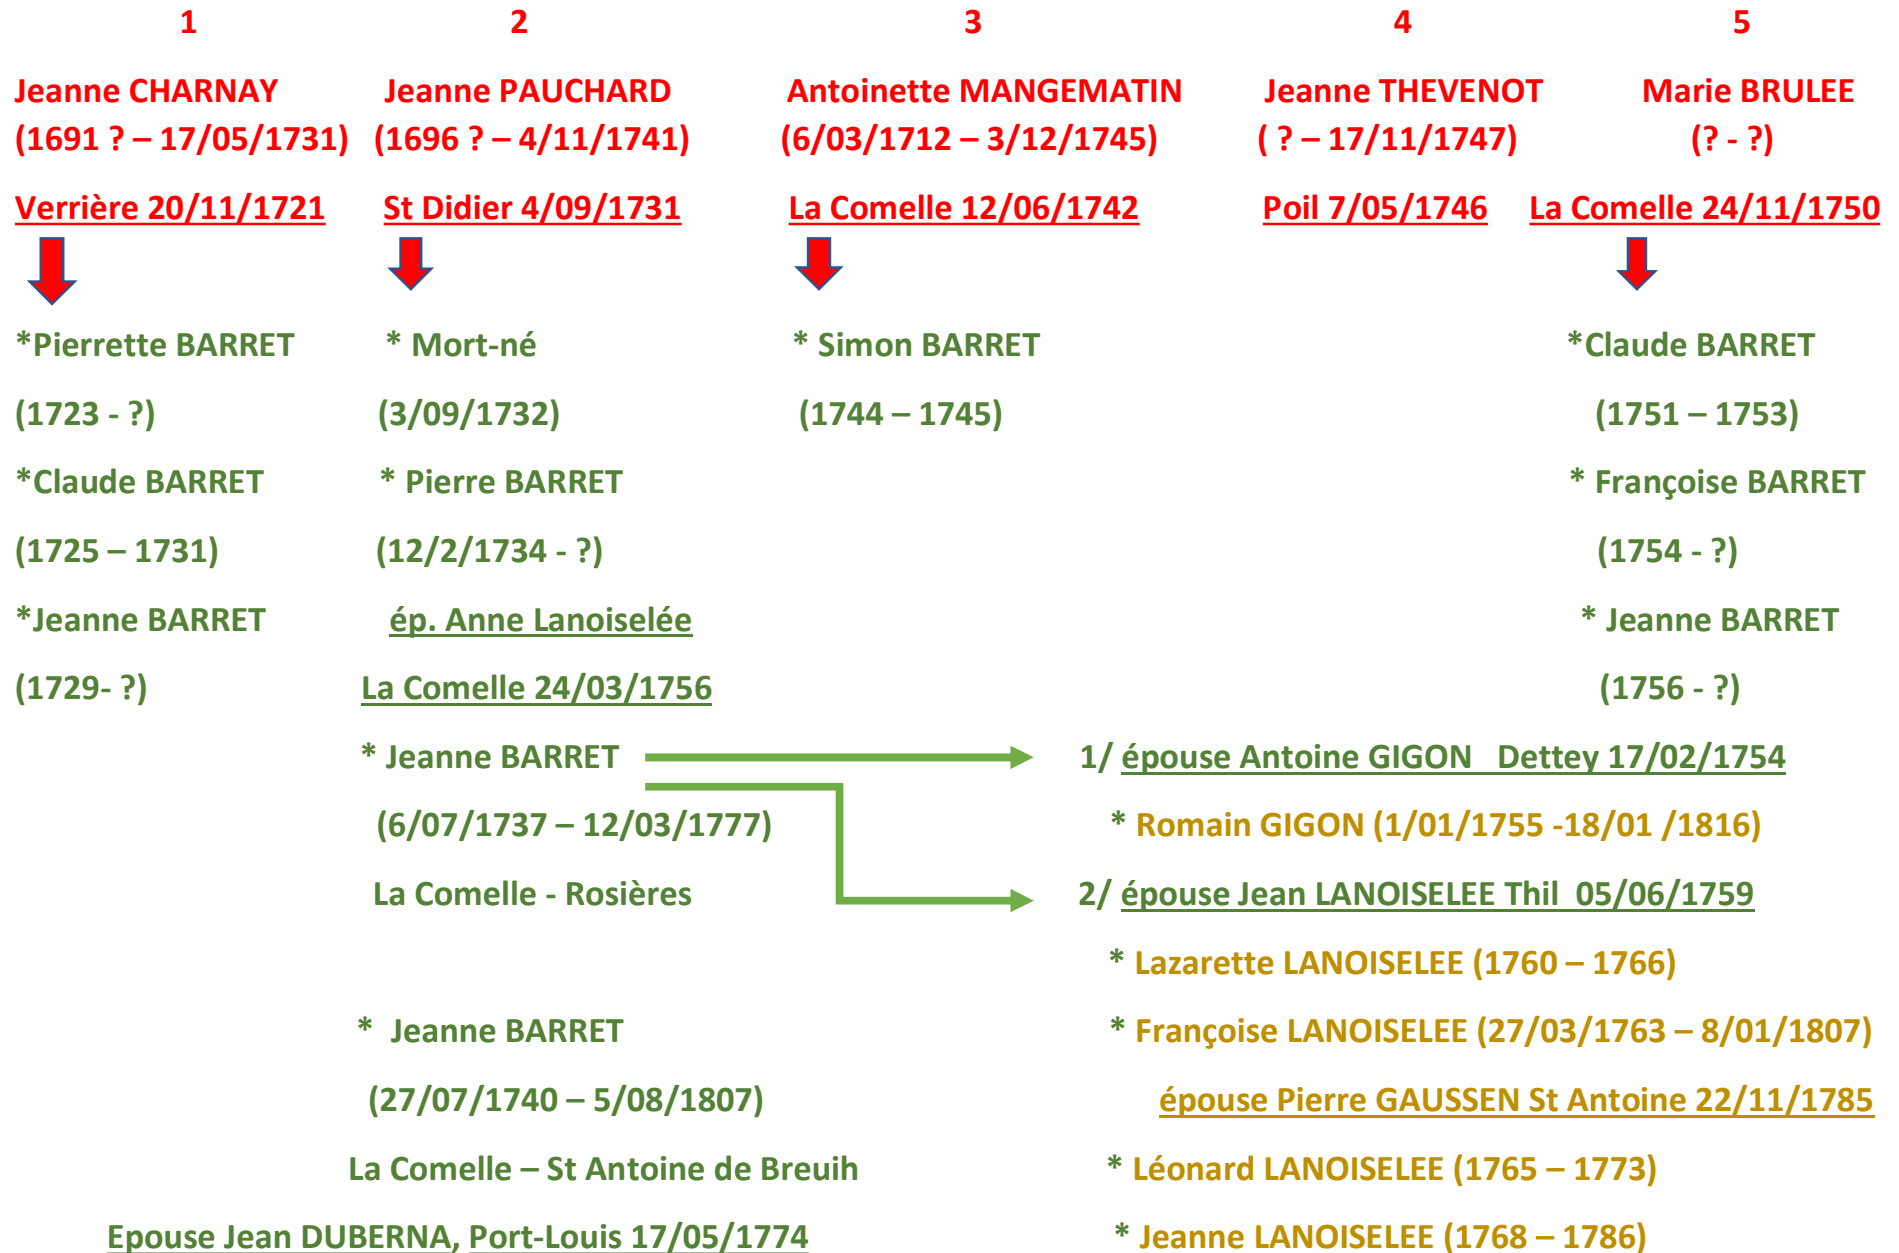 1 2 3 4 5
Jeanne CHARNAY Jeanne PAUCHARD Antoinette MANGEMATIN Jeanne THEVENOT Marie BRULEE
(1691 ? – 17/05/1731) (1696 ? – 4/11/1741) (6/03/1712 – 3/12/1745) ( ? – 17/11/1747) (? - ?)
Verrière 20/11/1721 St Didier 4/09/1731 La Comelle 12/06/1742 Poil 7/05/1746 La Comelle 24/11/1750
*Pierrette BARRET * Mort-né * Simon BARRET *Claude BARRET
(1723 - ?) (3/09/1732) (1744 – 1745) (1751 – 1753)
*Claude BARRET * Pierre BARRET * Françoise BARRET
(1725 – 1731) (12/2/1734 - ?) (1754 - ?)
*Jeanne BARRET ép. Anne Lanoiselée * Jeanne BARRET
(1729- ?) La Comelle 24/03/1756 (1756 - ?)
* Jeanne BARRET 1/ épouse Antoine GIGON Dettey 17/02/1754
(6/07/1737 – 12/03/1777) * Romain GIGON (1/01/1755 -18/01 /1816)
La Comelle - Rosières 2/ épouse Jean LANOISELEE Thil 05/06/1759
* Lazarette LANOISELEE (1760 – 1766)
* Jeanne BARRET * Françoise LANOISELEE (27/03/1763 – 8/01/1807)
(27/07/1740 – 5/08/1807) épouse Pierre GAUSSEN St Antoine 22/11/1785
La Comelle – St Antoine de Breuih * Léonard LANOISELEE (1765 – 1773)
Epouse Jean DUBERNA, Port-Louis 17/05/1774 * Jeanne LANOISELEE (1768 – 1786)